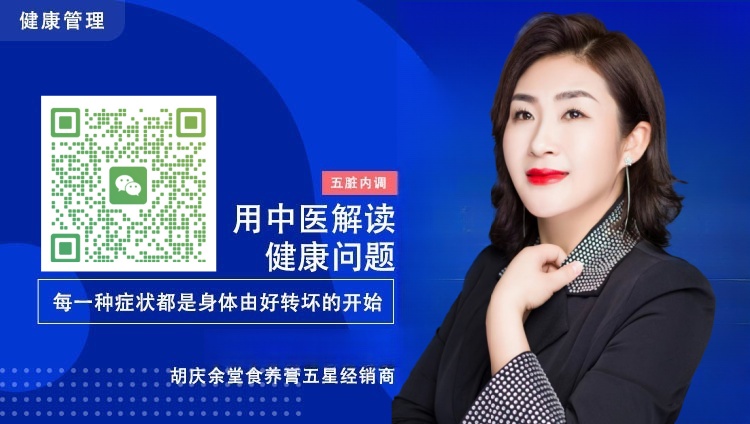 健康管理
五脏内调
用中医解读
健康问题
每一种症状都是身体由好转坏的开始
胡庆余堂食养膏五星经销商